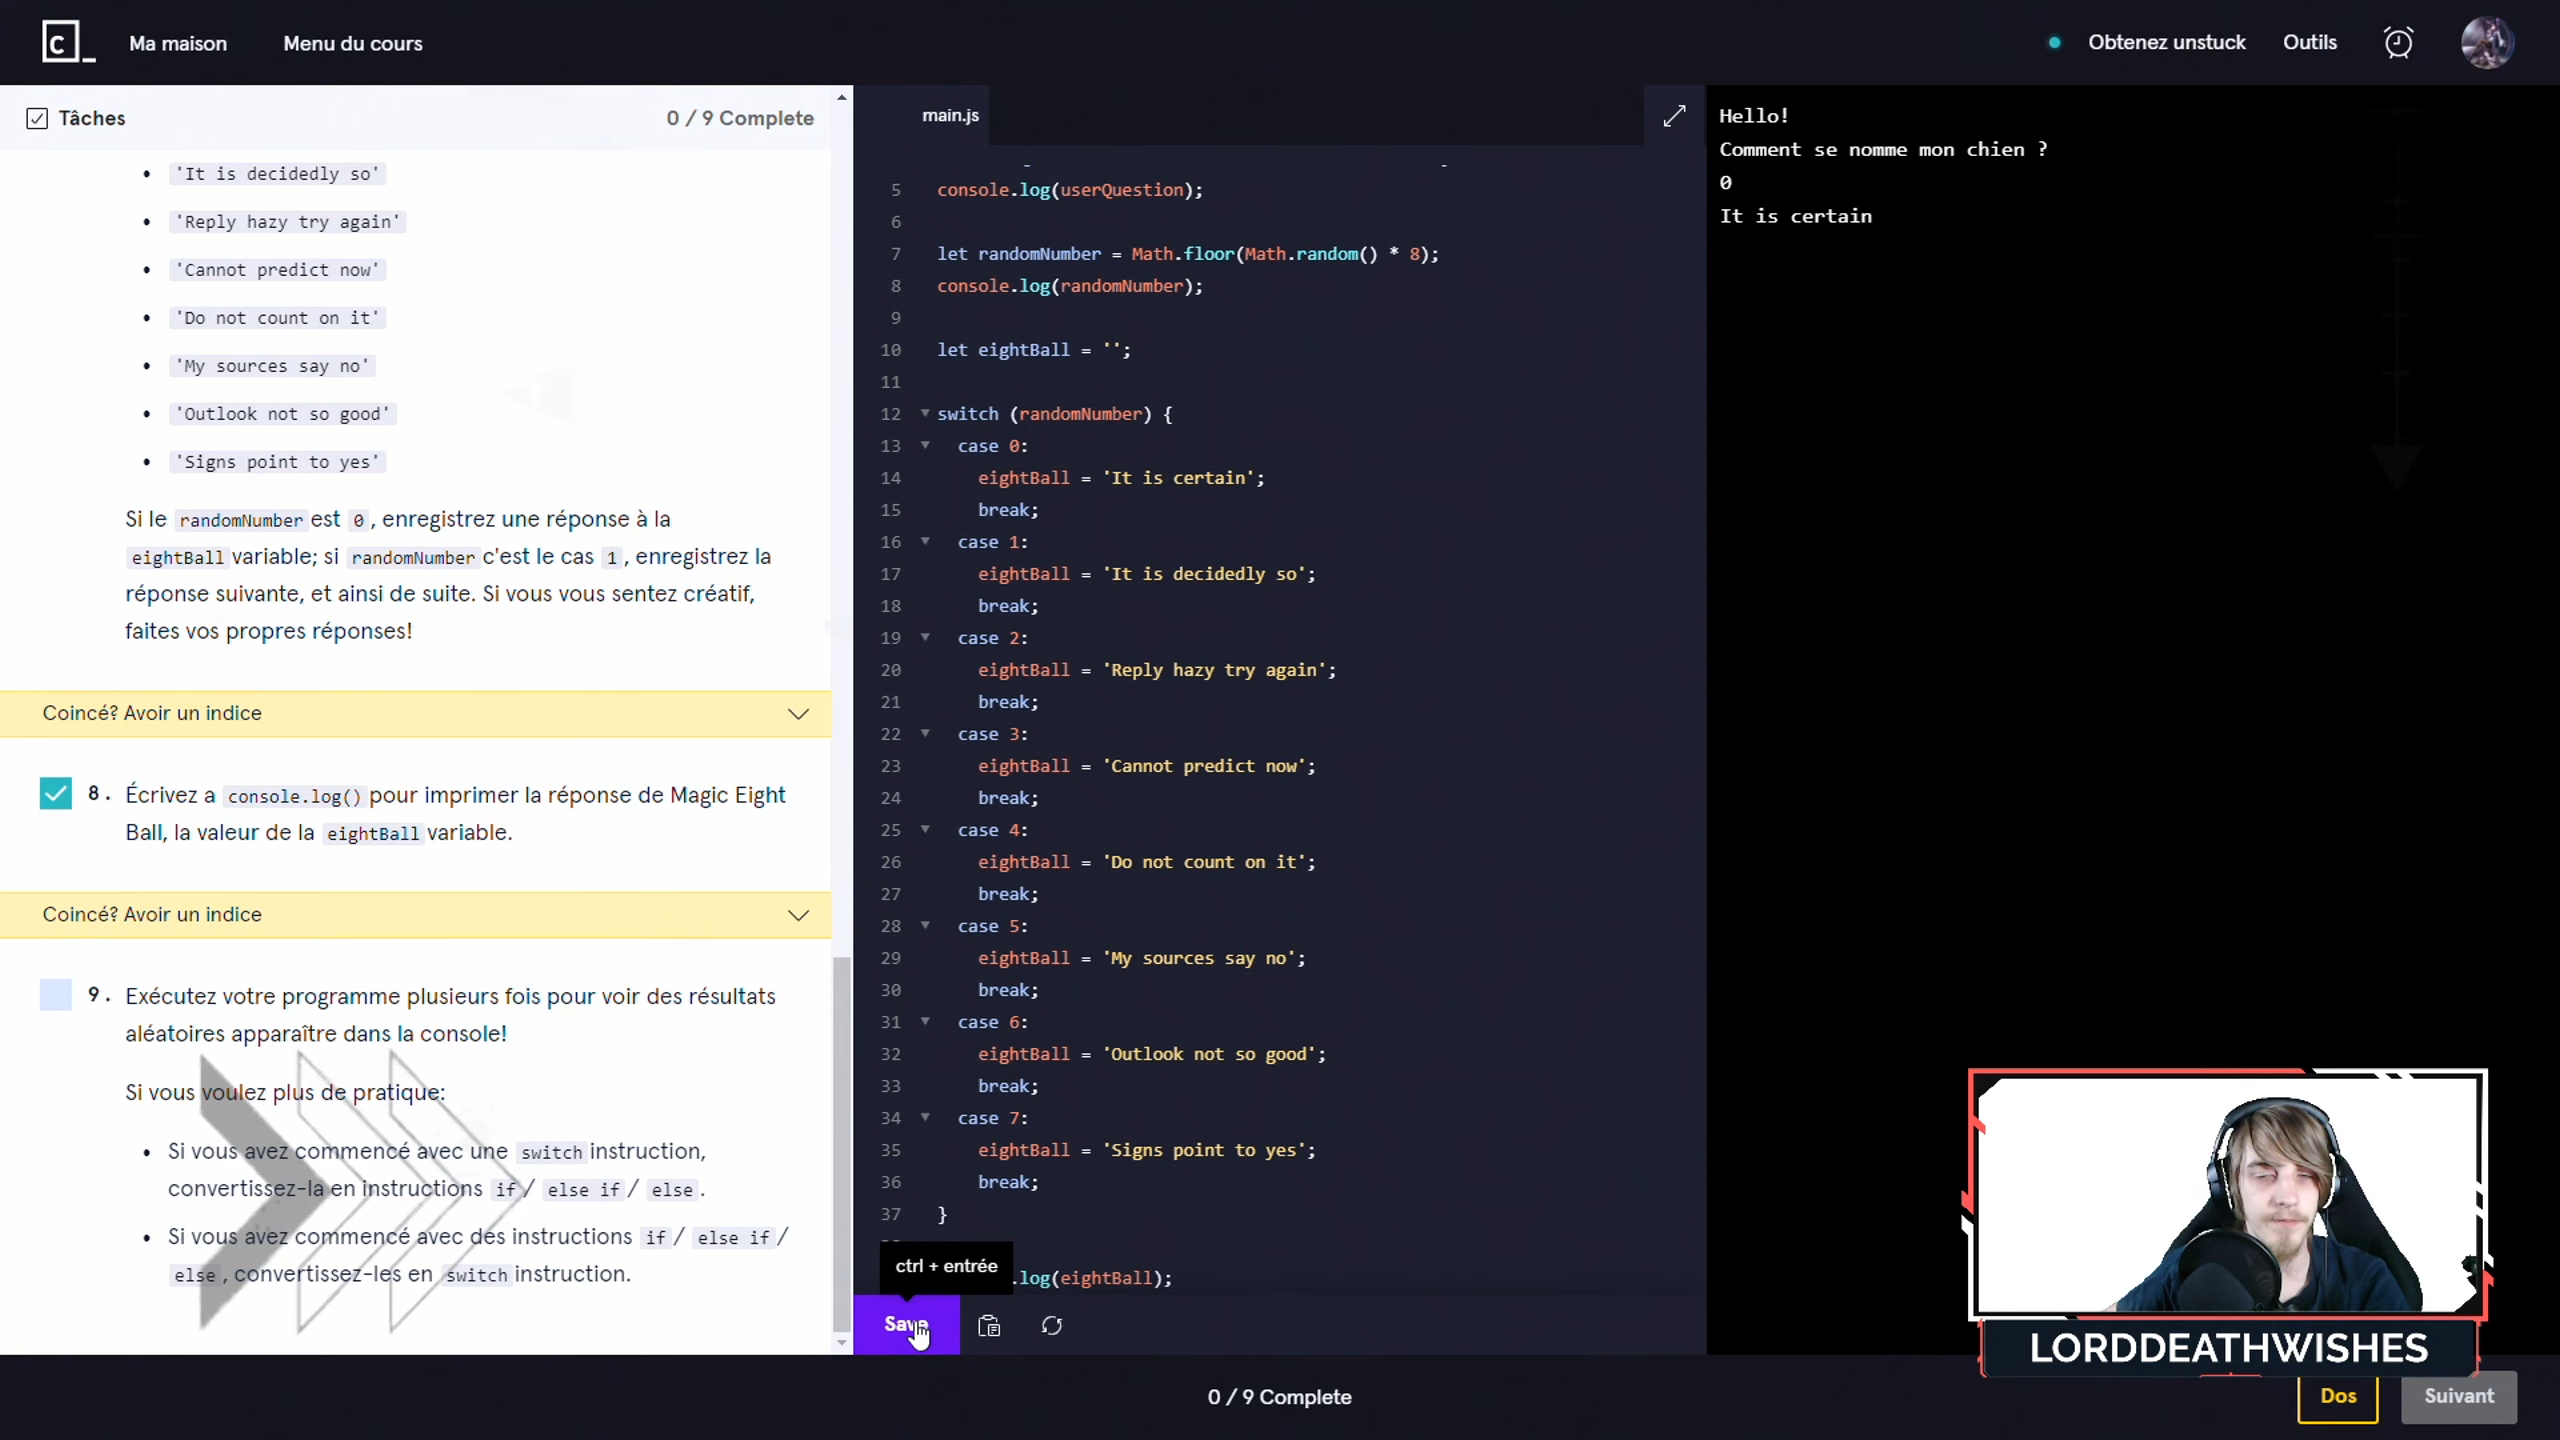 C_
Ma maison
Menu du cours
Obtenez unstuck
Outils
Tâches
0 / 9 Complete
'It is decidedly so'
'Reply hazy try again'
'Cannot predict now'
'Do not count on it'
'My sources say no'
'Outlook not so good'
'Signs point to yes'
Si le randomNumber est 0, enregistrez une réponse à la
eightBall variable; si randomNumber c'est le cas 1, enregistrez la
réponse suivante, et ainsi de suite. Si vous vous sentez créatif,
faites vos propres réponses!
Coincé? Avoir un indice
8. Écrivez a console.log() pour imprimer la réponse de Magic Eight
Ball, la valeur de la eightBall variable.
Coincé? Avoir un indice
9. Exécutez votre programme plusieurs fois pour voir des résultats
aléatoires apparaître dans la console!
Si vous voulez plus de pratique:
Si vous avez commencé avec une switch instruction,
convertissez-la en instructions if / else if / else.
Si vous avez commencé avec des instructions if / else if /
else, convertissez-les en switch instruction.
main.js
5 console.log(userQuestion);
6
7 let randomNumber = Math.floor(Math.random() * 8);
8 console.log(randomNumber);
9
10 let eightBall = '';
11
12 switch (randomNumber) {
13 case 0:
14 eightBall = 'It is certain';
15 break;
16 case 1:
17 eightBall = 'It is decidedly so';
18 break;
19 case 2:
20 eightBall = 'Reply hazy try again';
21 break;
22 case 3:
23 eightBall = 'Cannot predict now';
24 break;
25 case 4:
26 eightBall = 'Do not count on it';
27 break;
28 case 5:
29 eightBall = 'My sources say no';
30 break;
31 case 6:
32 eightBall = 'Outlook not so good';
33 break;
34 case 7:
35 eightBall = 'Signs point to yes';
36 break;
37 }
ctrl + entrée
.log(eightBall);
Save
Hello!
Comment se nomme mon chien ?
0
It is certain
LORDDEATHWISHES
0 / 9 Complete
Dos
Suivant